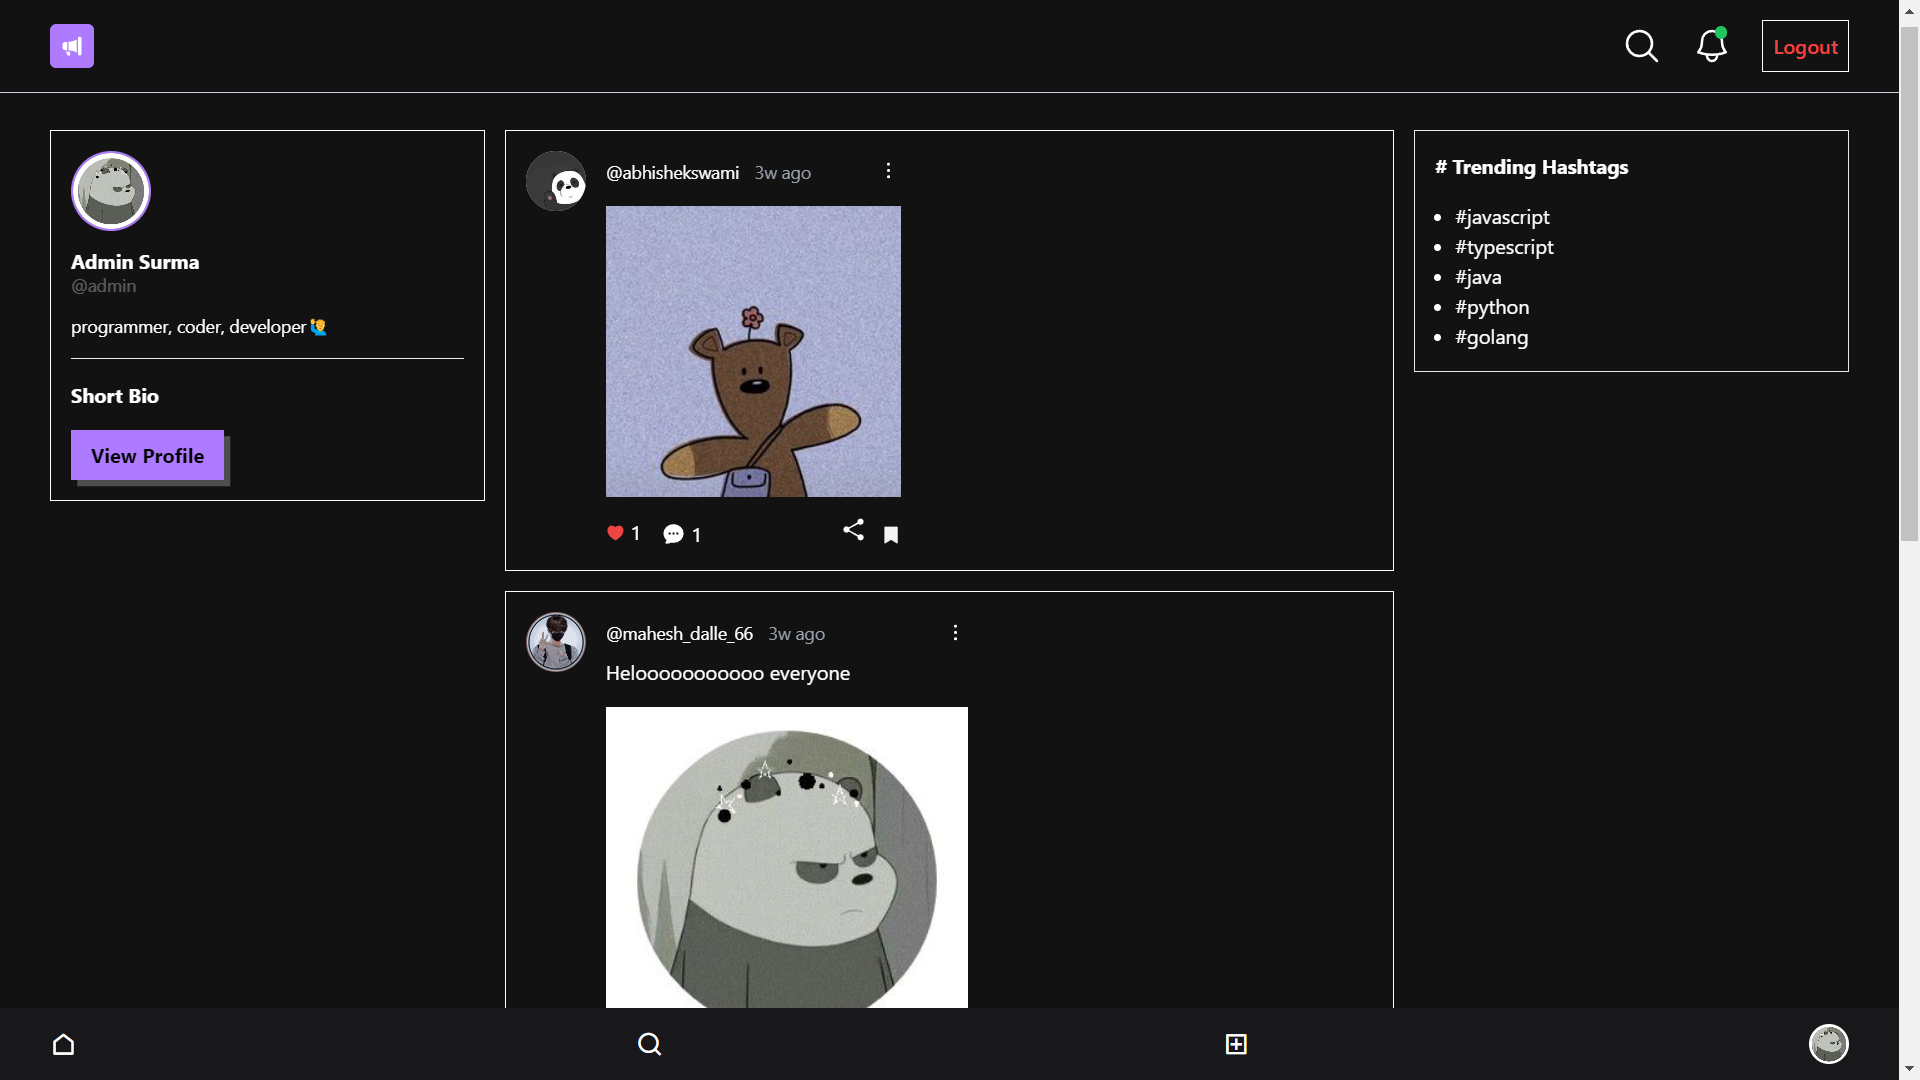 Logout
Admin Surma
@admin
programmer, coder, developer🙋
Short Bio
View Profile
@abhishekswami 3w ago
1 1
@mahesh_dalle_66 3w ago
Helooooooooooo everyone
# Trending Hashtags
#javascript
#typescript
#java
#python
#golang